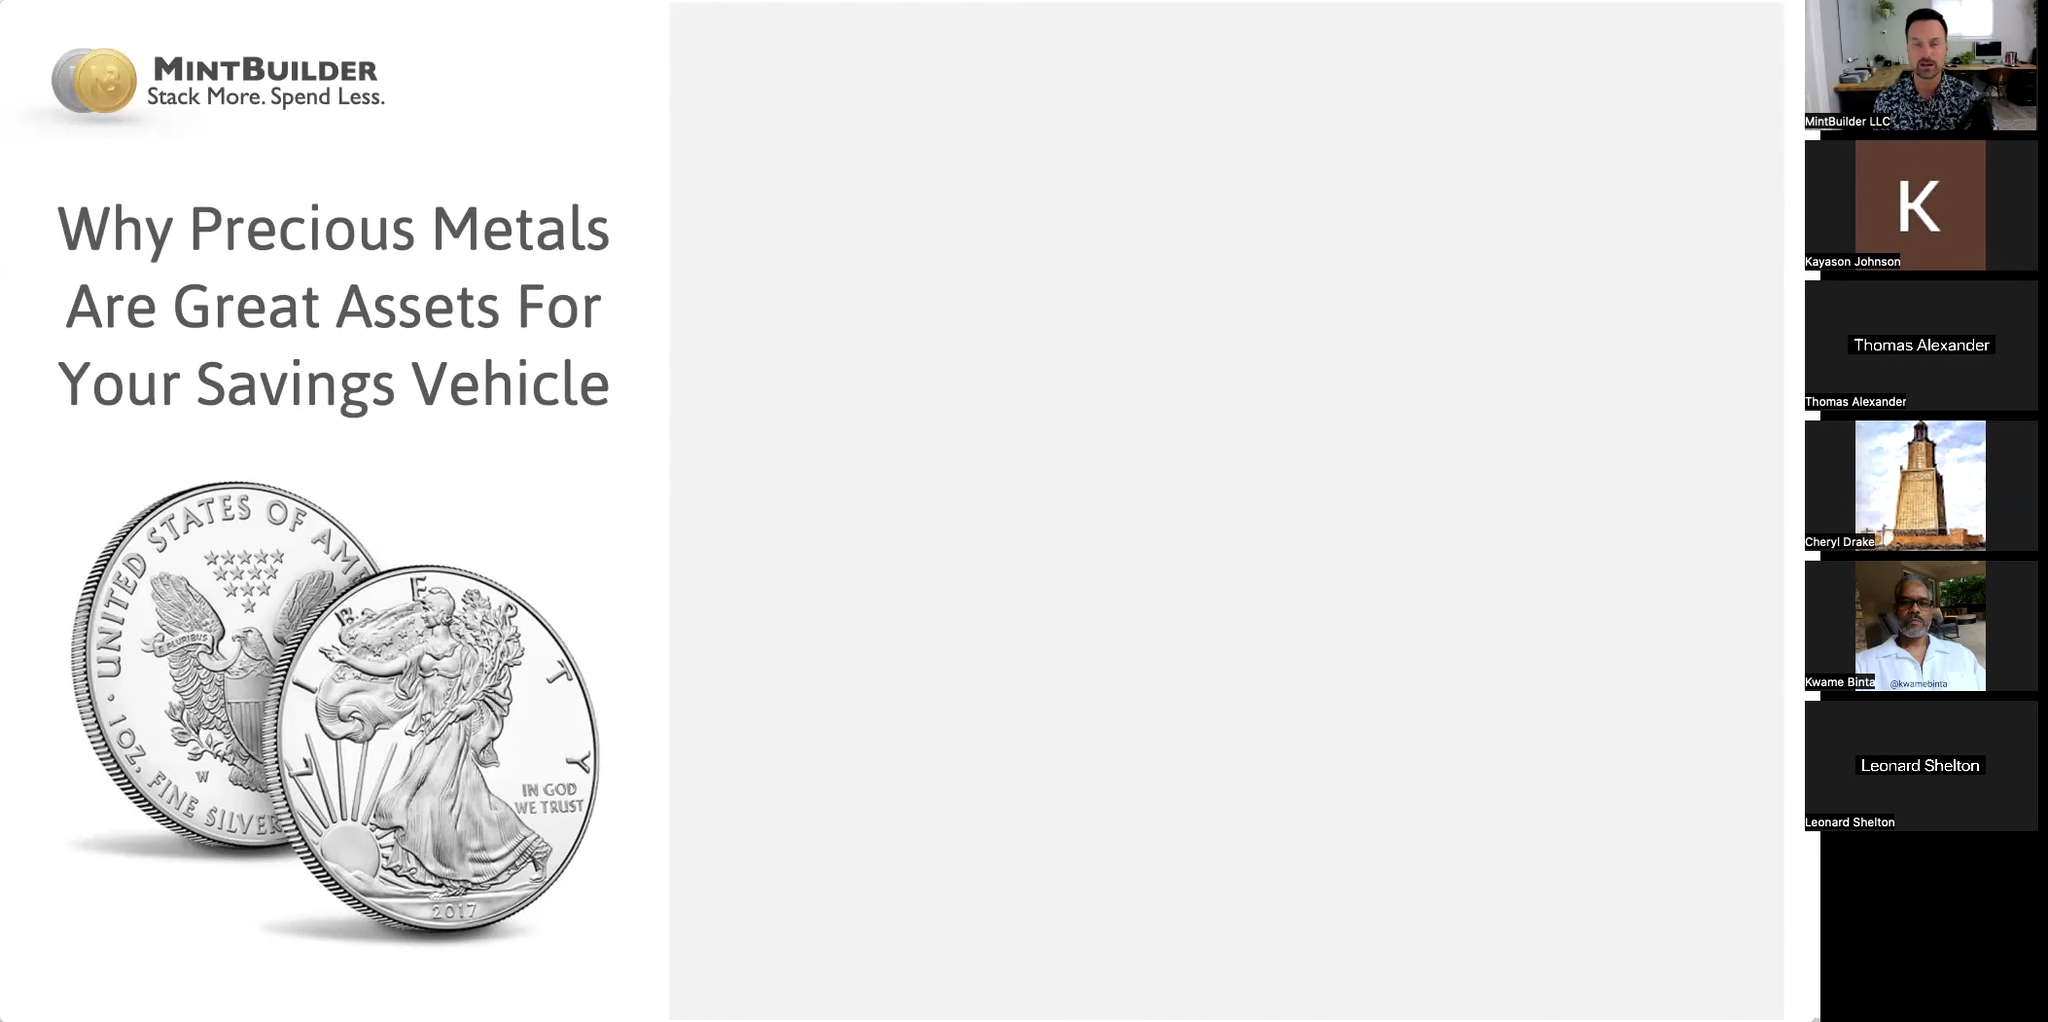 MINTBUILDER
Stack More. Spend Less.
Why Precious Metals
Are Great Assets For
Your Savings Vehicle
UNITED STATES OF AME
E PLURIBUS
W
1 OZ. FINE SILVER
LIBERTY
IN GOD
WE TRUST
2017
MintBuilder LLC
K
Kayason Johnson
Thomas Alexander
Thomas Alexander
Cheryl Drake
Kwame Binta
@kwamebinta
Leonard Shelton
Leonard Shelton